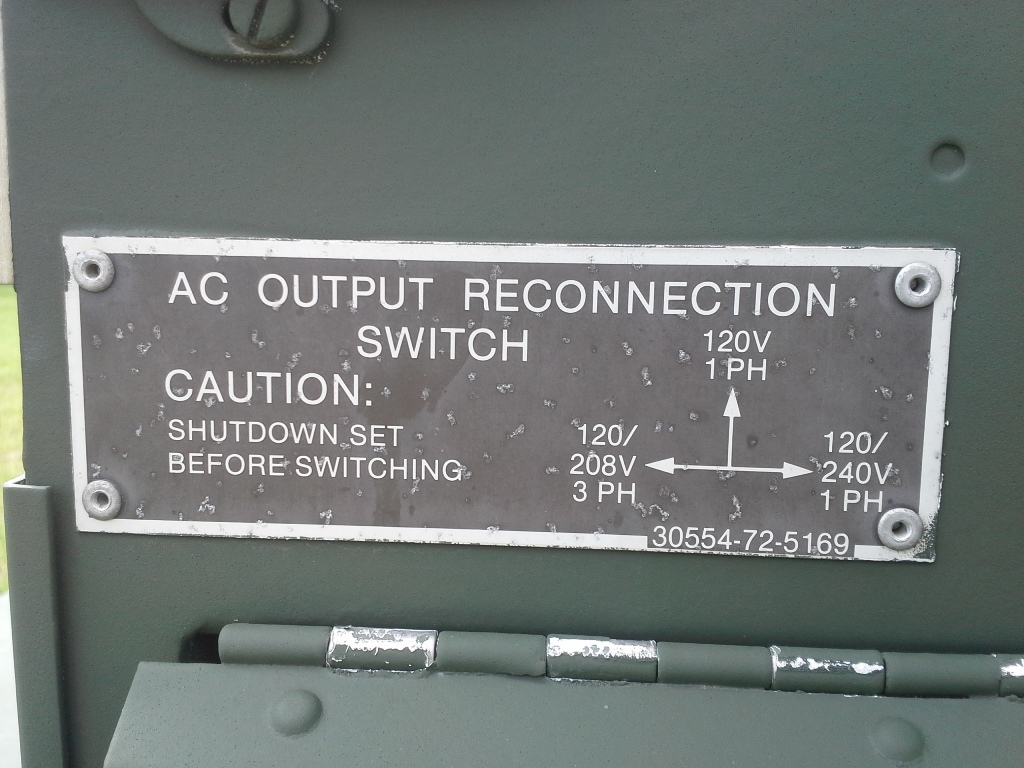 AC OUTPUT RECONNECTION
SWITCH
CAUTION:
SHUTDOWN SET
BEFORE SWITCHING
120V
1 PH
120/
208V
3 PH
120/
240V
1 PH
30554-72-5169